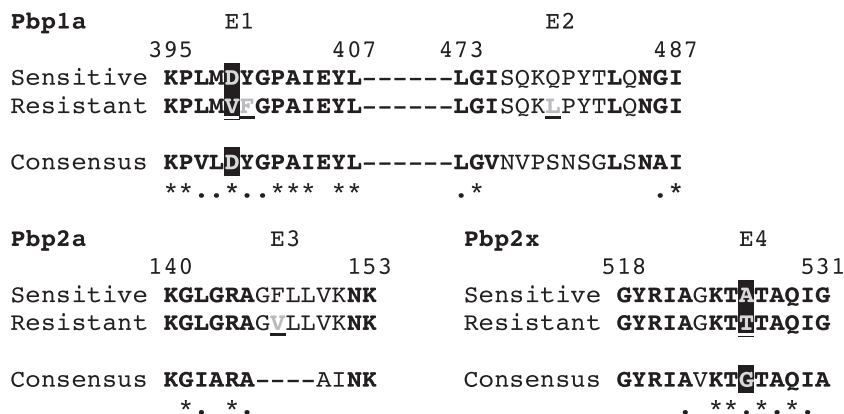 Pbp1a E1 E2
395 407 473 487
Sensitive KPLMDYGPAIEYL------LGISQKQPYTLQNGI
Resistant KPLMVFGPAIEYL------LGISQKLPYTLQNGI
Consensus KPVLDYGPAIEYL------LGVNVPSNSGLSNAI
**..*..*** ** .* .*
Pbp2a E3
140 153
Sensitive KGLGRAGFLLVKNK
Resistant KGLGRAGVLLVKNK
Consensus KGIARA----AINK
*. *.
Pbp2x E4
518 531
Sensitive GYRIAGKTATAQIG
Resistant GYRIAGKTTTAQIG
Consensus GYRIAVKTGTAQIA
. **.*.*.